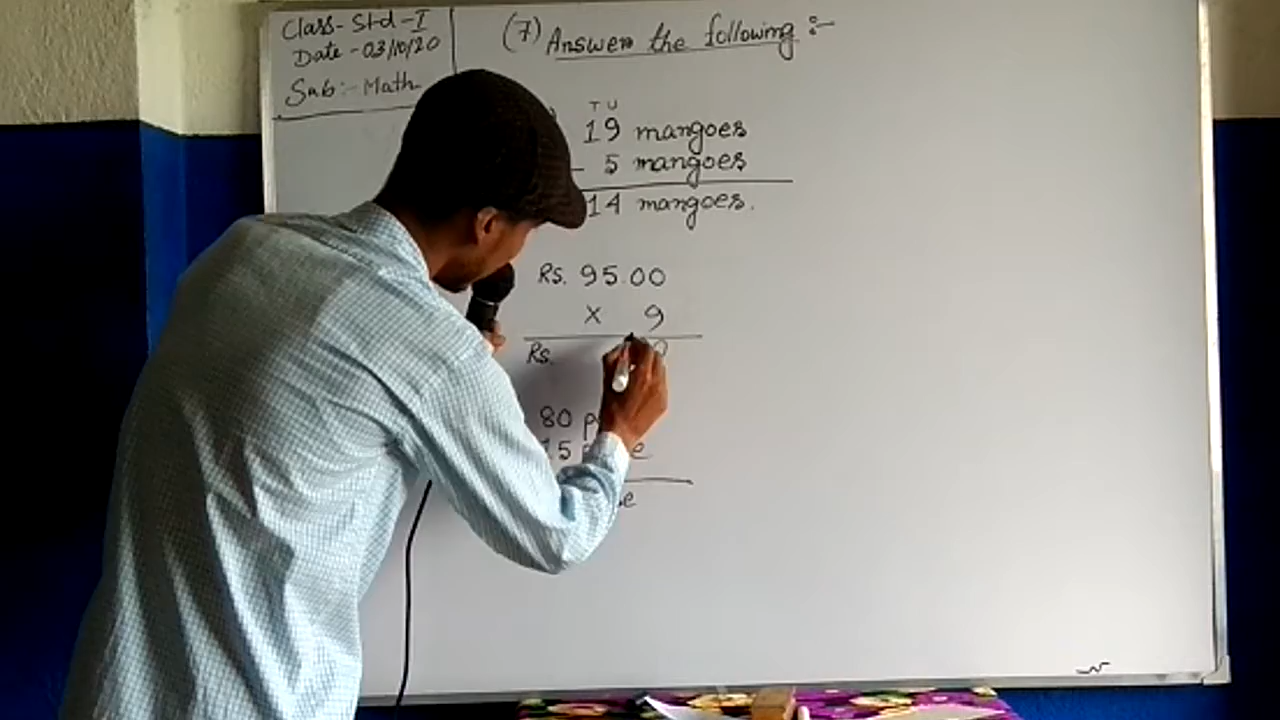 Class- Std - I
Date - 03/10/20
Sub:- Math
(7) Answer the following :-
T U
19 mangoes
- 5 mangoes
14 mangoes.
Rs. 95.00
x 9
Rs.
80
15